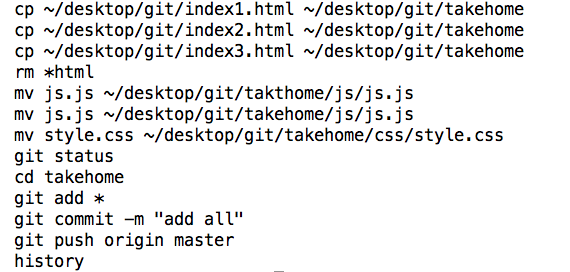 cp ~/desktop/git/index1.html ~/desktop/git/takehome
cp ~/desktop/git/index2.html ~/desktop/git/takehome
cp ~/desktop/git/index3.html ~/desktop/git/takehome
rm *html
mv js.js ~/desktop/git/takthome/js/js.js
mv js.js ~/desktop/git/takehome/js/js.js
mv style.css ~/desktop/git/takehome/css/style.css
git status
cd takehome
git add *
git commit -m "add all"
git push origin master
history